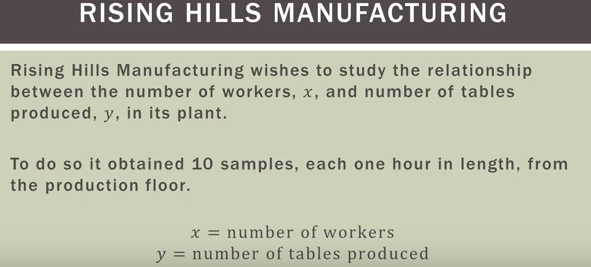 RISING HILLS MANUFACTURING
Rising Hills Manufacturing wishes to study the relationship
between the number of workers, x, and number of tables
produced, y, in its plant.
To do so it obtained 10 samples, each one hour in length, from
the production floor.
x = number of workers
y = number of tables produced